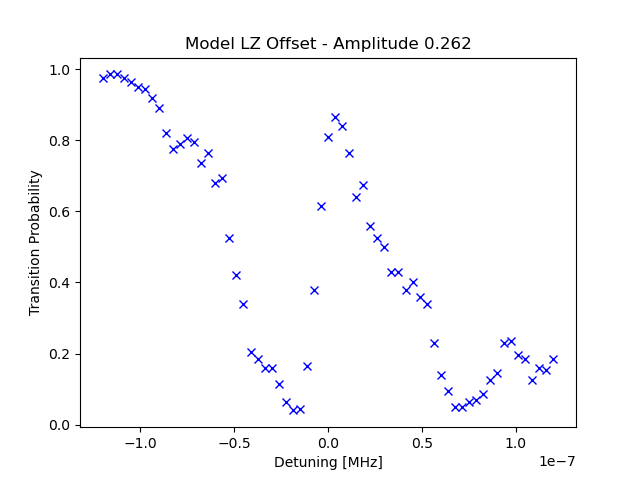 Model LZ Offset - Amplitude 0.262
Transition Probability
1.0
0.8
0.6
0.4
0.2
0.0
−1.0 −0.5 0.0 0.5 1.0
1e−7
Detuning [MHz]